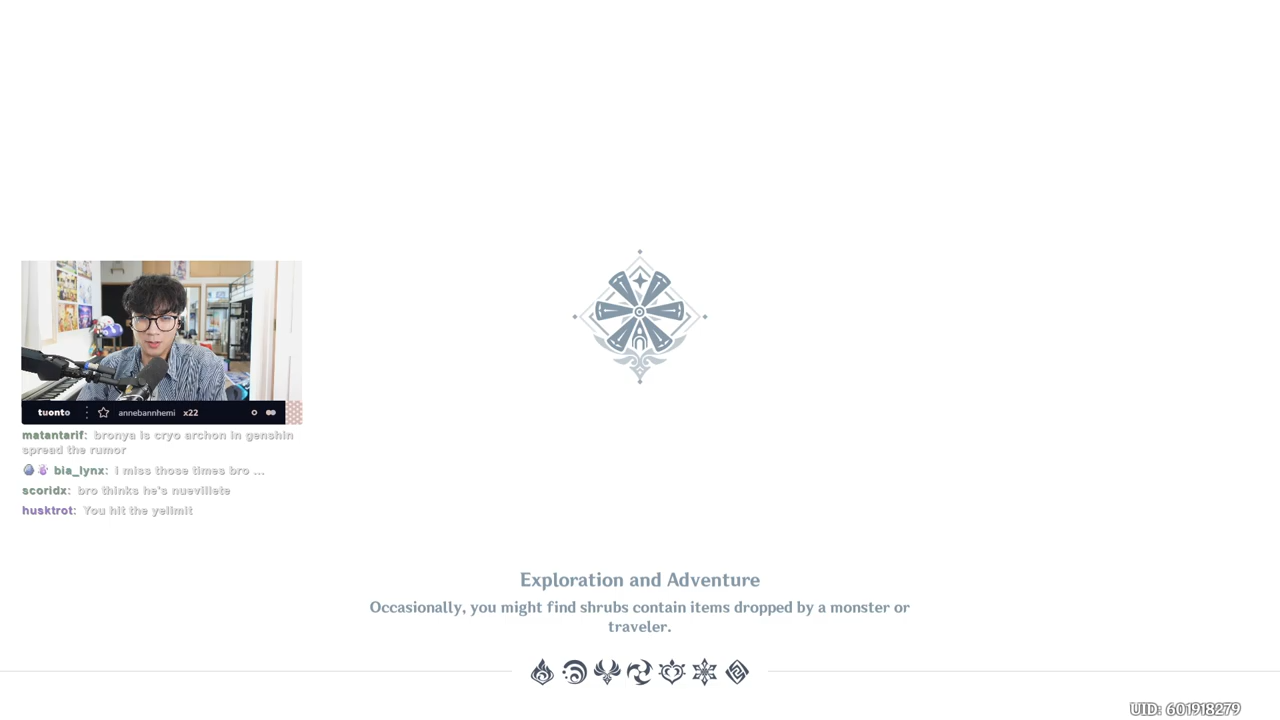 tuonto
annebannhemi x22
matantarif: bronya is cryo archon in genshin
spread the rumor
bia_lynx: I miss those times bro ...
scoridx: bro thinks he's nuevillete
husktrot: You hit the yelimit
Exploration and Adventure
Occasionally, you might find shrubs contain items dropped by a monster or
traveler.
UID: 601918279